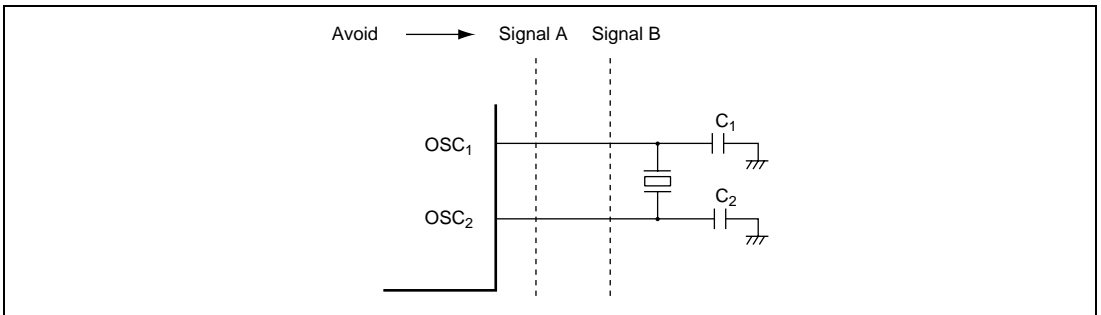 Avoid Signal A Signal B
C₁
OSC₁
C₂
OSC₂